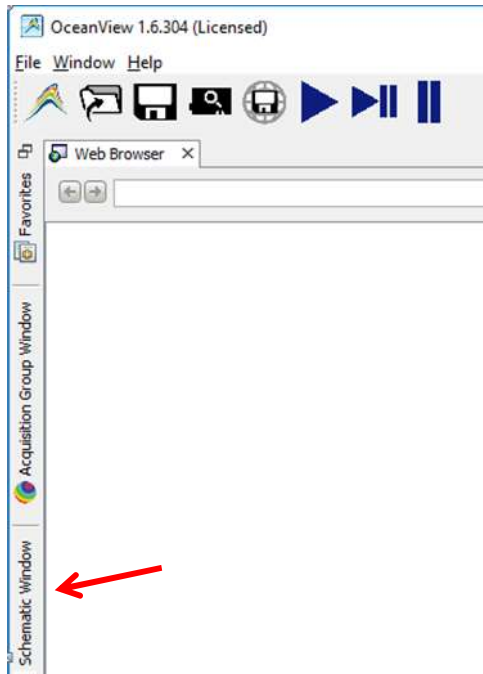 OceanView 1.6.304 (Licensed)
File Window Help
Web Browser
Favorites
Acquisition Group Window
Schematic Window